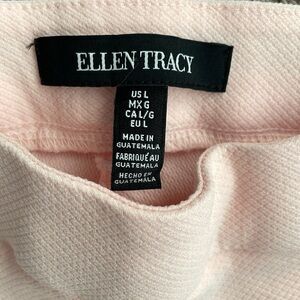 ELLEN TRACY
US L
MX G
CA L/G
EU L
MADE IN
GUATEMALA
FABRIQUÉ AU
GUATEMALA
HECHO EN
GUATEMALA